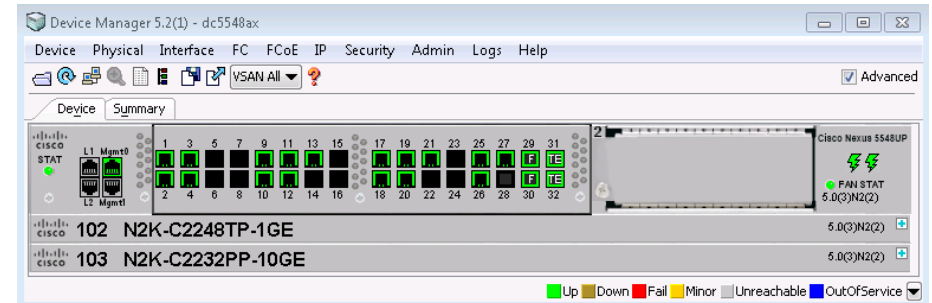 Device Manager 5.2(1) - dc5548ax
Device Physical Interface FC FCoE IP Security Admin Logs Help
VSAN All Advanced
Device Summary
CISCO
STAT
L1 Mgmt0
1 3 5 7 9 11 13 15 17 19 21 23 25 27 29 31
F TE
F TE
L2 Mgmt1
2 4 6 8 10 12 14 16 18 20 22 24 26 28 30 32
2
Cisco Nexus 5548UP
FAN STAT
5.0(3)N2(2)
CISCO 102 N2K-C2248TP-1GE 5.0(3)N2(2)
CISCO 103 N2K-C2232PP-10GE 5.0(3)N2(2)
Up Down Fail Minor Unreachable OutOfService